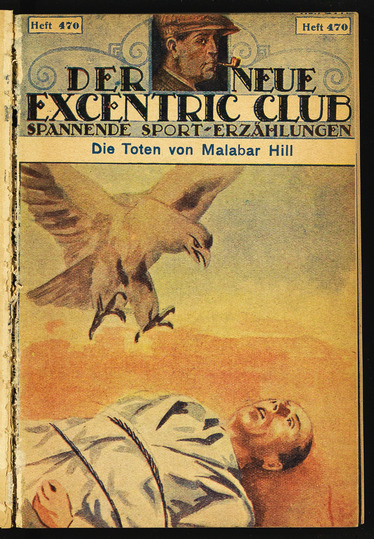 Heft 470
Heft 470
DER NEUE
EXCENTRIC CLUB
SPANNENDE SPORT-ERZÄHLUNGEN
Die Toten von Malabar Hill